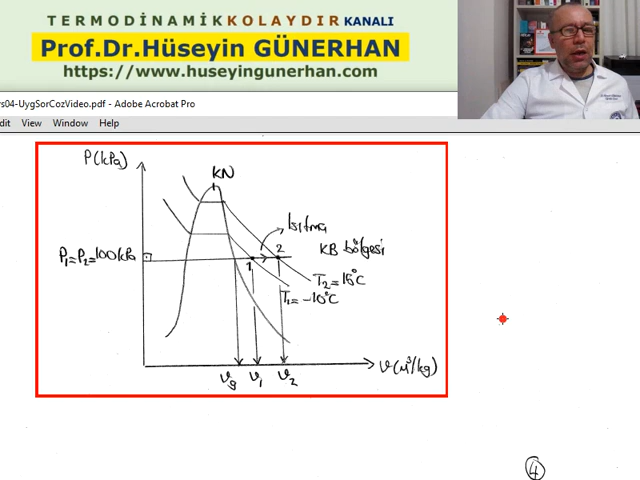 TERMODİNAMİKKOLAYDIR KANALI
Prof.Dr.Hüseyin GÜNERHAN
https://www.huseyingunerhan.com
rs04-UygSorCozVideo.pdf - Adobe Acrobat Pro
dit View Window Help
P(kPa)
KN
Isıtma
KB bölgesi
P₁=P₂=100kPa
1
2
T₂=15°C
T₁=-10°C
vg v₁ v₂
v(m³/kg)
4